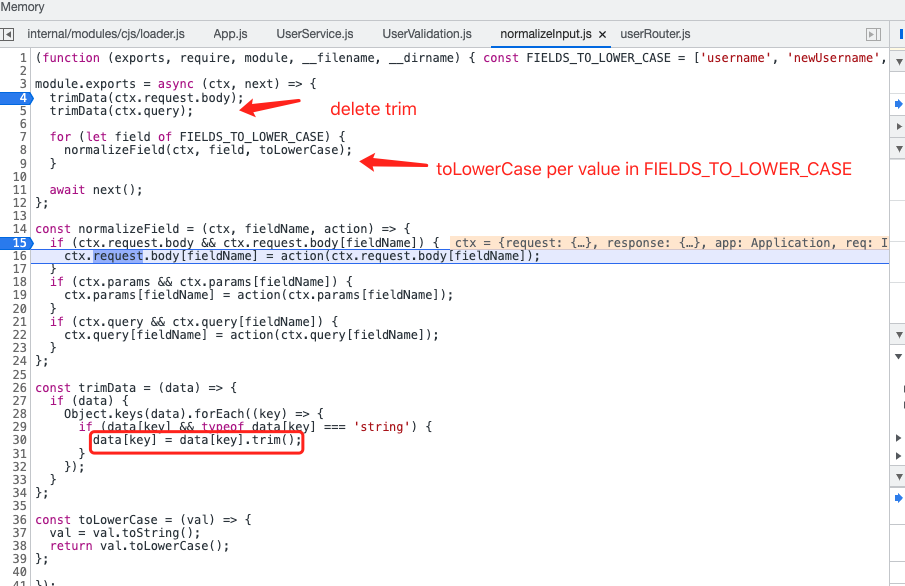 Memory
internal/modules/cjs/loader.js App.js UserService.js UserValidation.js normalizeInput.js × userRouter.js
1 (function (exports, require, module, __filename, __dirname) { const FIELDS_TO_LOWER_CASE = ['username', 'newUsername',
2
3 module.exports = async (ctx, next) => {
4 trimData(ctx.request.body);
5 trimData(ctx.query);
delete trim
6
7 for (let field of FIELDS_TO_LOWER_CASE) {
8 normalizeField(ctx, field, toLowerCase);
9 }
toLowerCase per value in FIELDS_TO_LOWER_CASE
10
11 await next();
12 };
13
14 const normalizeField = (ctx, fieldName, action) => {
15 if (ctx.request.body && ctx.request.body[fieldName]) { ctx = {request: {…}, response: {…}, app: Application, req: I
16 ctx.request.body[fieldName] = action(ctx.request.body[fieldName]);
17 }
18 if (ctx.params && ctx.params[fieldName]) {
19 ctx.params[fieldName] = action(ctx.params[fieldName]);
20 }
21 if (ctx.query && ctx.query[fieldName]) {
22 ctx.query[fieldName] = action(ctx.query[fieldName]);
23 }
24 };
25
26 const trimData = (data) => {
27 if (data) {
28 Object.keys(data).forEach((key) => {
29 if (data[key] && typeof data[key] === 'string') {
30 data[key] = data[key].trim();
31 }
32 });
33 }
34 };
35
36 const toLowerCase = (val) => {
37 val = val.toString();
38 return val.toLowerCase();
39 };
40
41 });